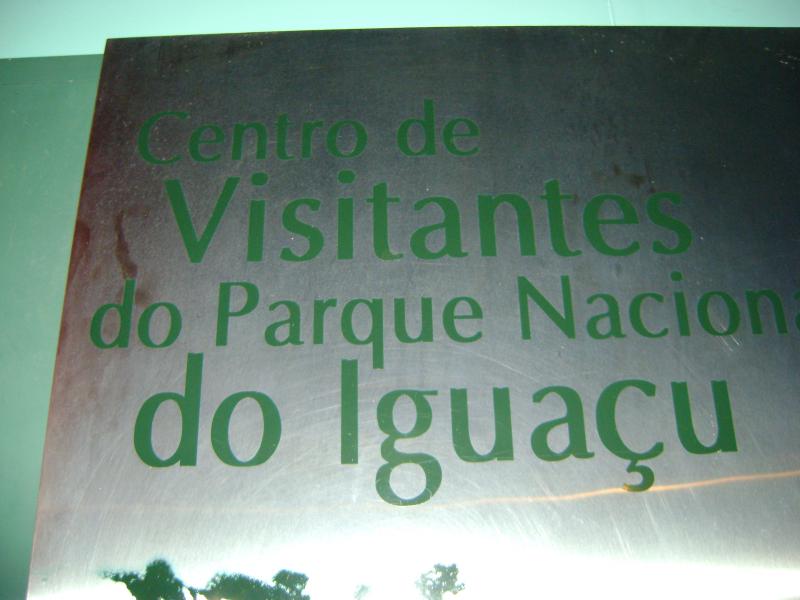 Centro de
Visitantes
do Parque Naciona
do Iguaçu